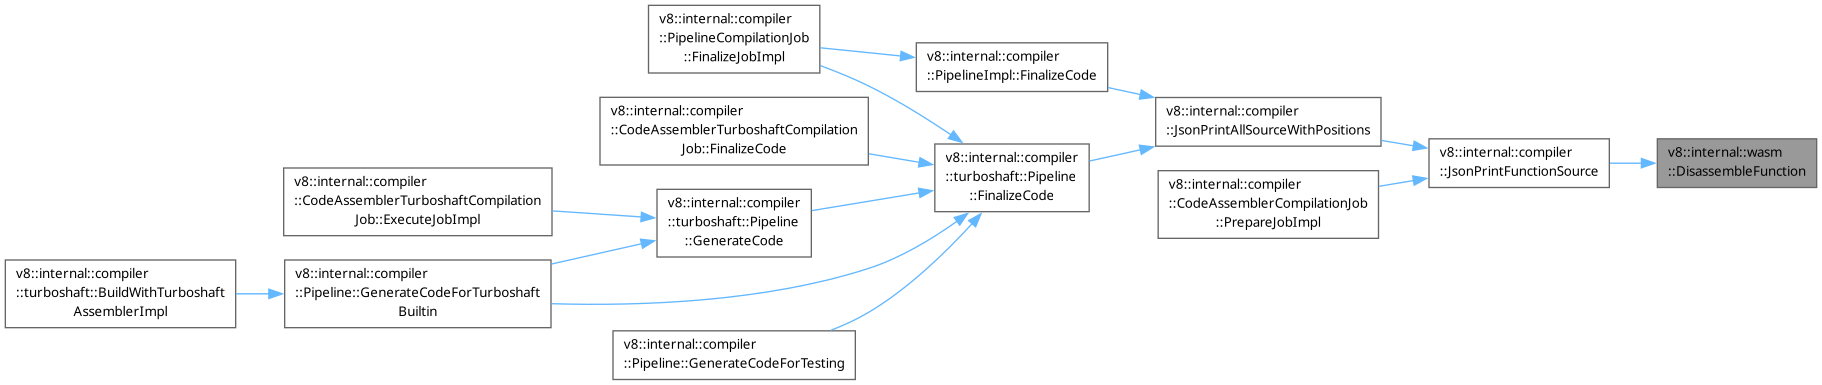 v8::internal::compiler
::PipelineCompilationJob
::FinalizeJobImpl
v8::internal::compiler
::PipelineImpl::FinalizeCode
v8::internal::compiler
::CodeAssemblerTurboshaftCompilation
Job::FinalizeCode
v8::internal::compiler
::JsonPrintAllSourceWithPositions
v8::internal::compiler
::turboshaft::Pipeline
::FinalizeCode
v8::internal::compiler
::JsonPrintFunctionSource
v8::internal::wasm
::DisassembleFunction
v8::internal::compiler
::CodeAssemblerTurboshaftCompilation
Job::ExecuteJobImpl
v8::internal::compiler
::turboshaft::Pipeline
::GenerateCode
v8::internal::compiler
::CodeAssemblerCompilationJob
::PrepareJobImpl
v8::internal::compiler
::turboshaft::BuildWithTurboshaft
AssemblerImpl
v8::internal::compiler
::Pipeline::GenerateCodeForTurboshaft
Builtin
v8::internal::compiler
::Pipeline::GenerateCodeForTesting